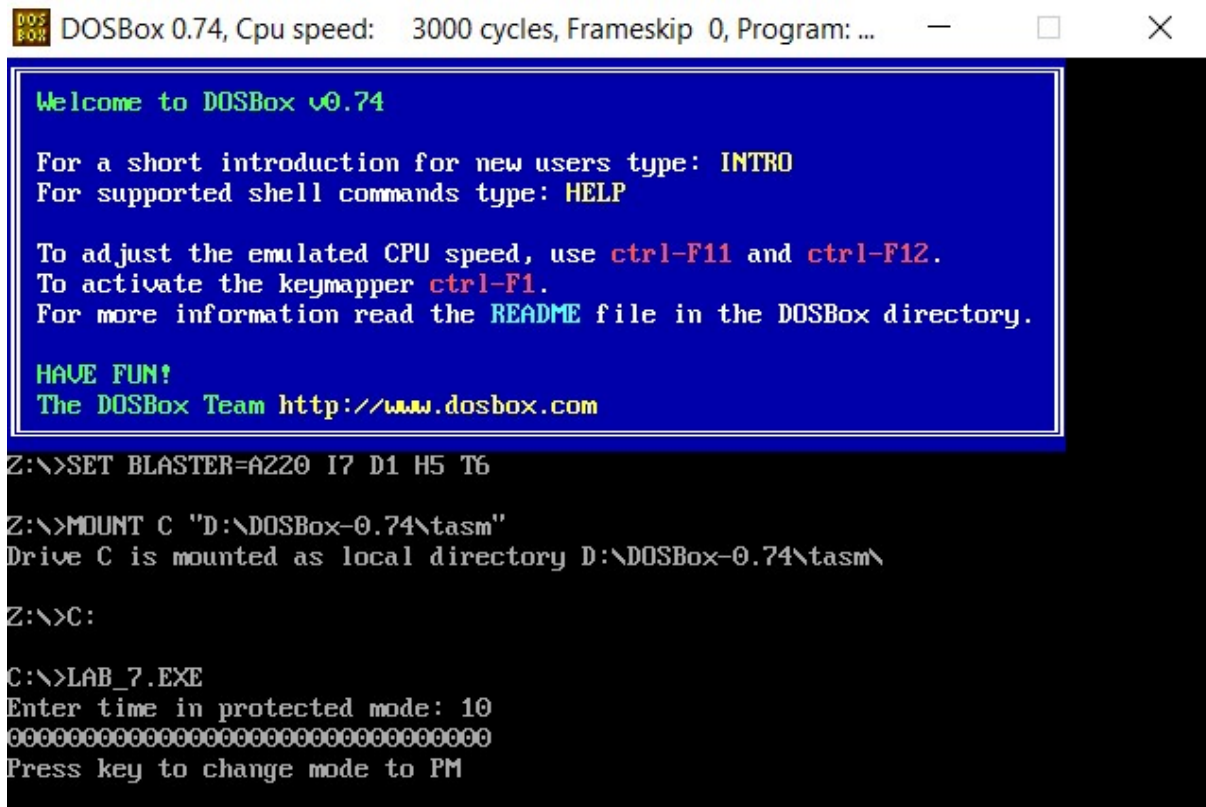 DOS BOX DOSBox 0.74, Cpu speed: 3000 cycles, Frameskip 0, Program: ...
Welcome to DOSBox v0.74
For a short introduction for new users type: INTRO
For supported shell commands type: HELP
To adjust the emulated CPU speed, use ctrl-F11 and ctrl-F12.
To activate the keymapper ctrl-F1.
For more information read the README file in the DOSBox directory.
HAVE FUN!
The DOSBox Team http://www.dosbox.com
Z:\>SET BLASTER=A220 I7 D1 H5 T6
Z:\>MOUNT C "D:\DOSBox-0.74\tasm"
Drive C is mounted as local directory D:\DOSBox-0.74\tasm\
Z:\>C:
C:\>LAB_7.EXE
Enter time in protected mode: 10
00000000000000000000000000000000
Press key to change mode to PM